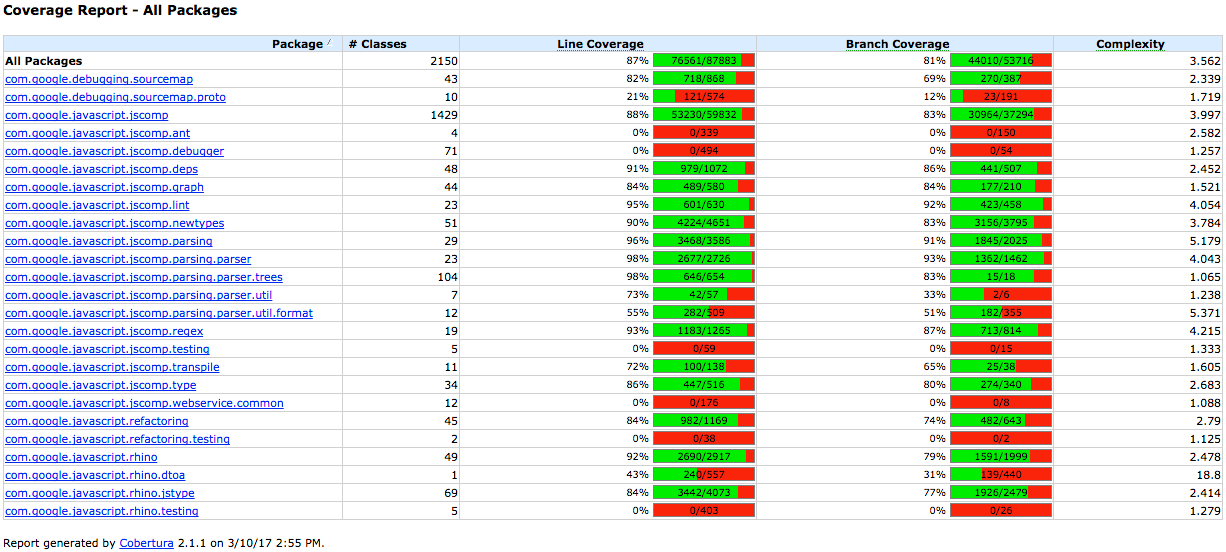 Coverage Report - All Packages
Package # Classes Line Coverage Branch Coverage Complexity
All Packages 2150 87% 76561/87883 81% 44010/53716 3.562
com.google.debugging.sourcemap 43 82% 718/868 69% 270/387 2.339
com.google.debugging.sourcemap.proto 10 21% 121/574 12% 23/191 1.719
com.google.javascript.jscomp 1429 88% 53230/59832 83% 30964/37294 3.997
com.google.javascript.jscomp.ant 4 0% 0/339 0% 0/150 2.582
com.google.javascript.jscomp.debugger 71 0% 0/494 0% 0/54 1.257
com.google.javascript.jscomp.deps 48 91% 979/1072 86% 441/507 2.452
com.google.javascript.jscomp.graph 44 84% 489/580 84% 177/210 1.521
com.google.javascript.jscomp.lint 23 95% 601/630 92% 423/458 4.054
com.google.javascript.jscomp.newtypes 51 90% 4224/4651 83% 3156/3795 3.784
com.google.javascript.jscomp.parsing 29 96% 3468/3586 91% 1845/2025 5.179
com.google.javascript.jscomp.parsing.parser 23 98% 2677/2726 93% 1362/1462 4.043
com.google.javascript.jscomp.parsing.parser.trees 104 98% 646/654 83% 15/18 1.065
com.google.javascript.jscomp.parsing.parser.util 7 73% 42/57 33% 2/6 1.238
com.google.javascript.jscomp.parsing.parser.util.format 12 55% 282/509 51% 182/355 5.371
com.google.javascript.jscomp.regex 19 93% 1183/1265 87% 713/814 4.215
com.google.javascript.jscomp.testing 5 0% 0/59 0% 0/15 1.333
com.google.javascript.jscomp.transpile 11 72% 100/138 65% 25/38 1.605
com.google.javascript.jscomp.type 34 86% 447/516 80% 274/340 2.683
com.google.javascript.jscomp.webservice.common 12 0% 0/176 0% 0/8 1.088
com.google.javascript.refactoring 45 84% 982/1169 74% 482/643 2.79
com.google.javascript.refactoring.testing 2 0% 0/38 0% 0/2 1.125
com.google.javascript.rhino 49 92% 2690/2917 79% 1591/1999 2.478
com.google.javascript.rhino.dtoa 1 43% 240/557 31% 139/440 18.8
com.google.javascript.rhino.jstype 69 84% 3442/4073 77% 1926/2479 2.414
com.google.javascript.rhino.testing 5 0% 0/403 0% 0/26 1.279
Report generated by Cobertura 2.1.1 on 3/10/17 2:55 PM.